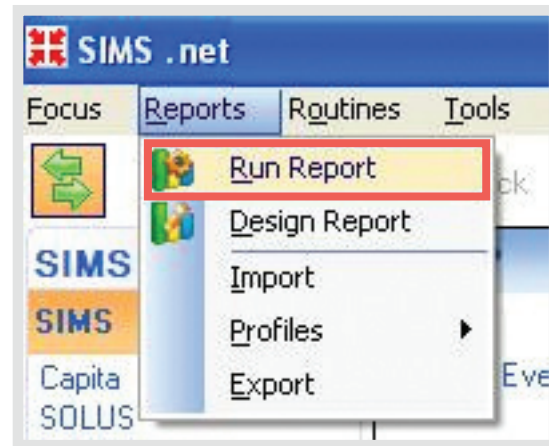 SIMS .net
Focus Reports Routines Tools
Run Report
Design Report
SIMS
Import
SIMS
Profiles
Capita
Export
SOLUS